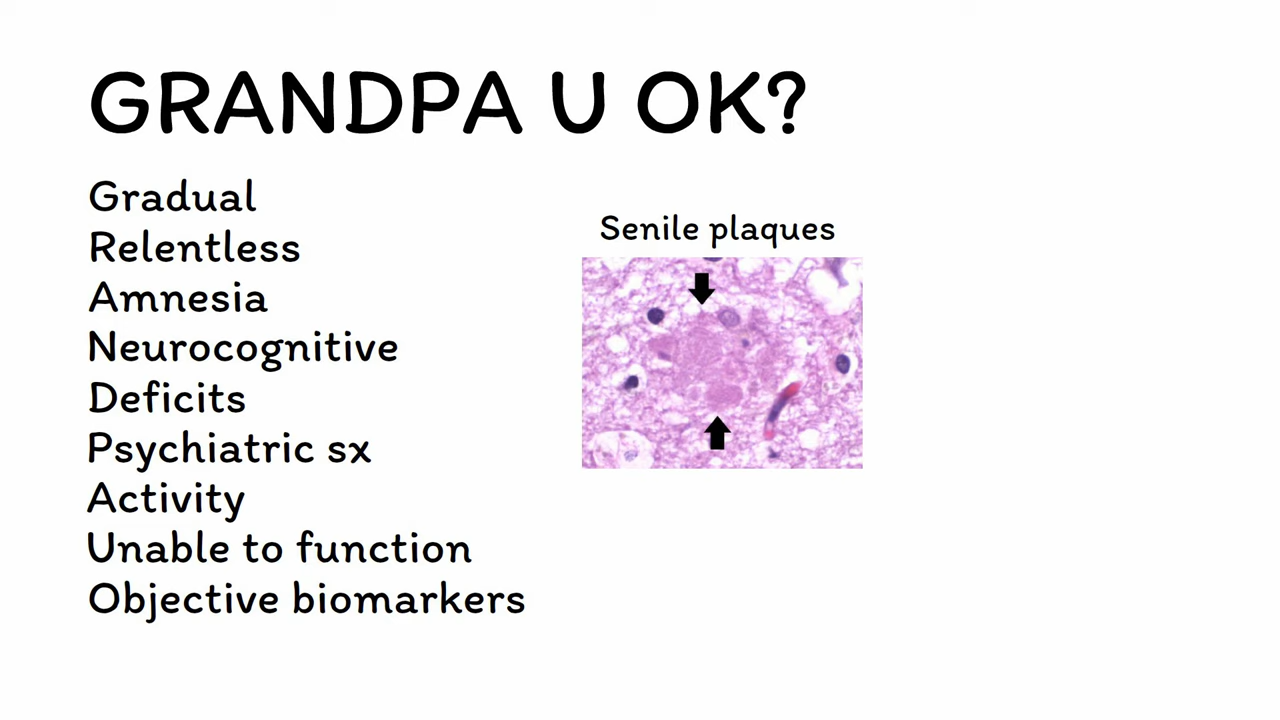 GRANDPA U OK?
Gradual
Relentless
Amnesia
Neurocognitive
Deficits
Psychiatric sx
Activity
Unable to function
Objective biomarkers
Senile plaques